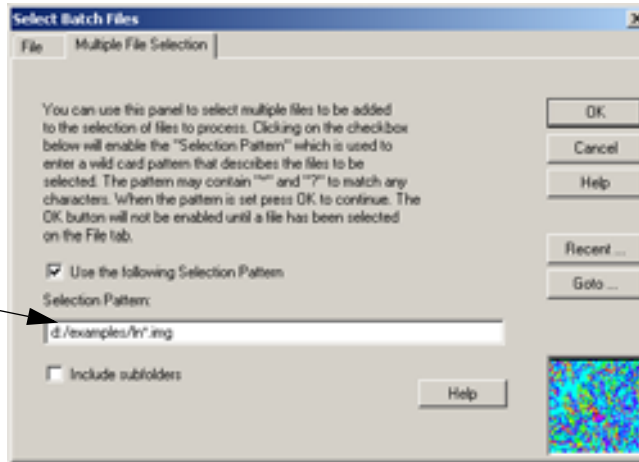 Select Batch Files
File Multiple File Selection
You can use this panel to select multiple files to be added
to the selection of files to process. Clicking on the checkbox
below will enable the "Selection Pattern" which is used to
enter a wild card pattern that describes the files to be
selected. The pattern may contain "*" and "?" to match any
characters. When the pattern is set press OK to continue. The
OK button will not be enabled until a file has been selected
on the File tab.
Use the following Selection Pattern
Selection Pattern:
d:/examples/ln*.img
Include subfolders
Help
OK
Cancel
Help
Recent ...
Goto ...